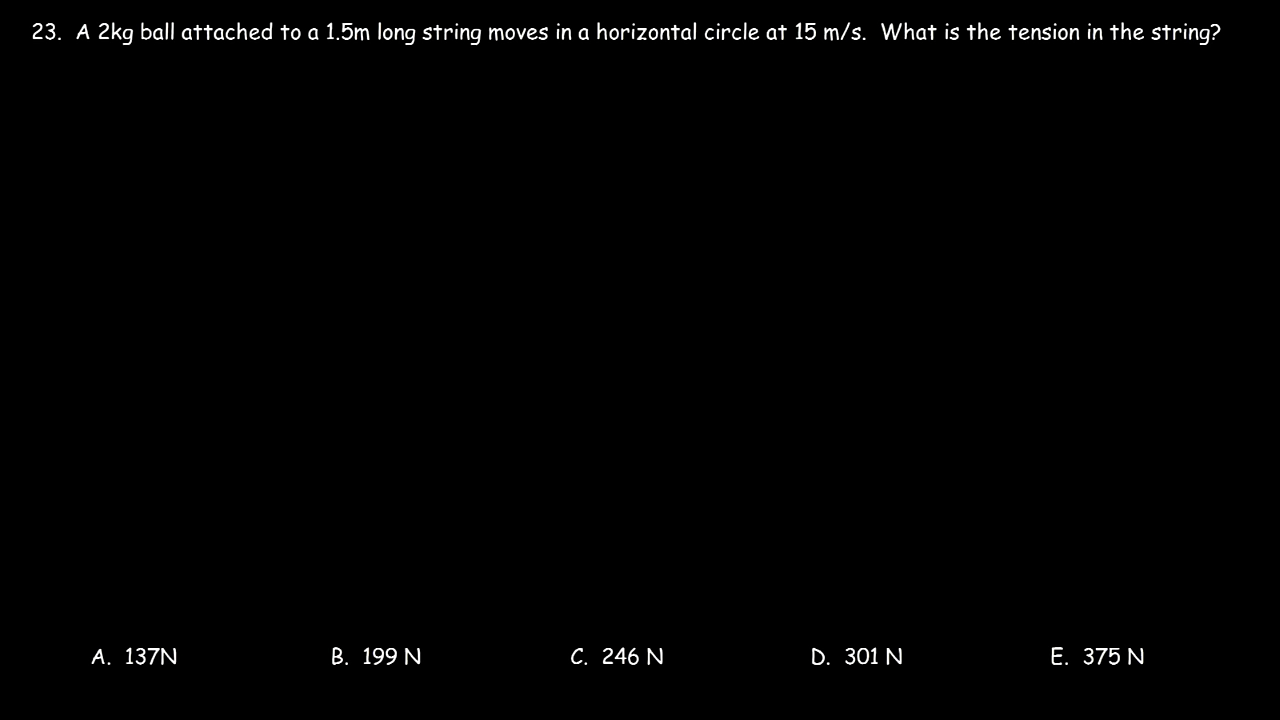 23. A 2kg ball attached to a 1.5m long string moves in a horizontal circle at 15 m/s. What is the tension in the string?
A. 137N B. 199 N C. 246 N D. 301 N E. 375 N